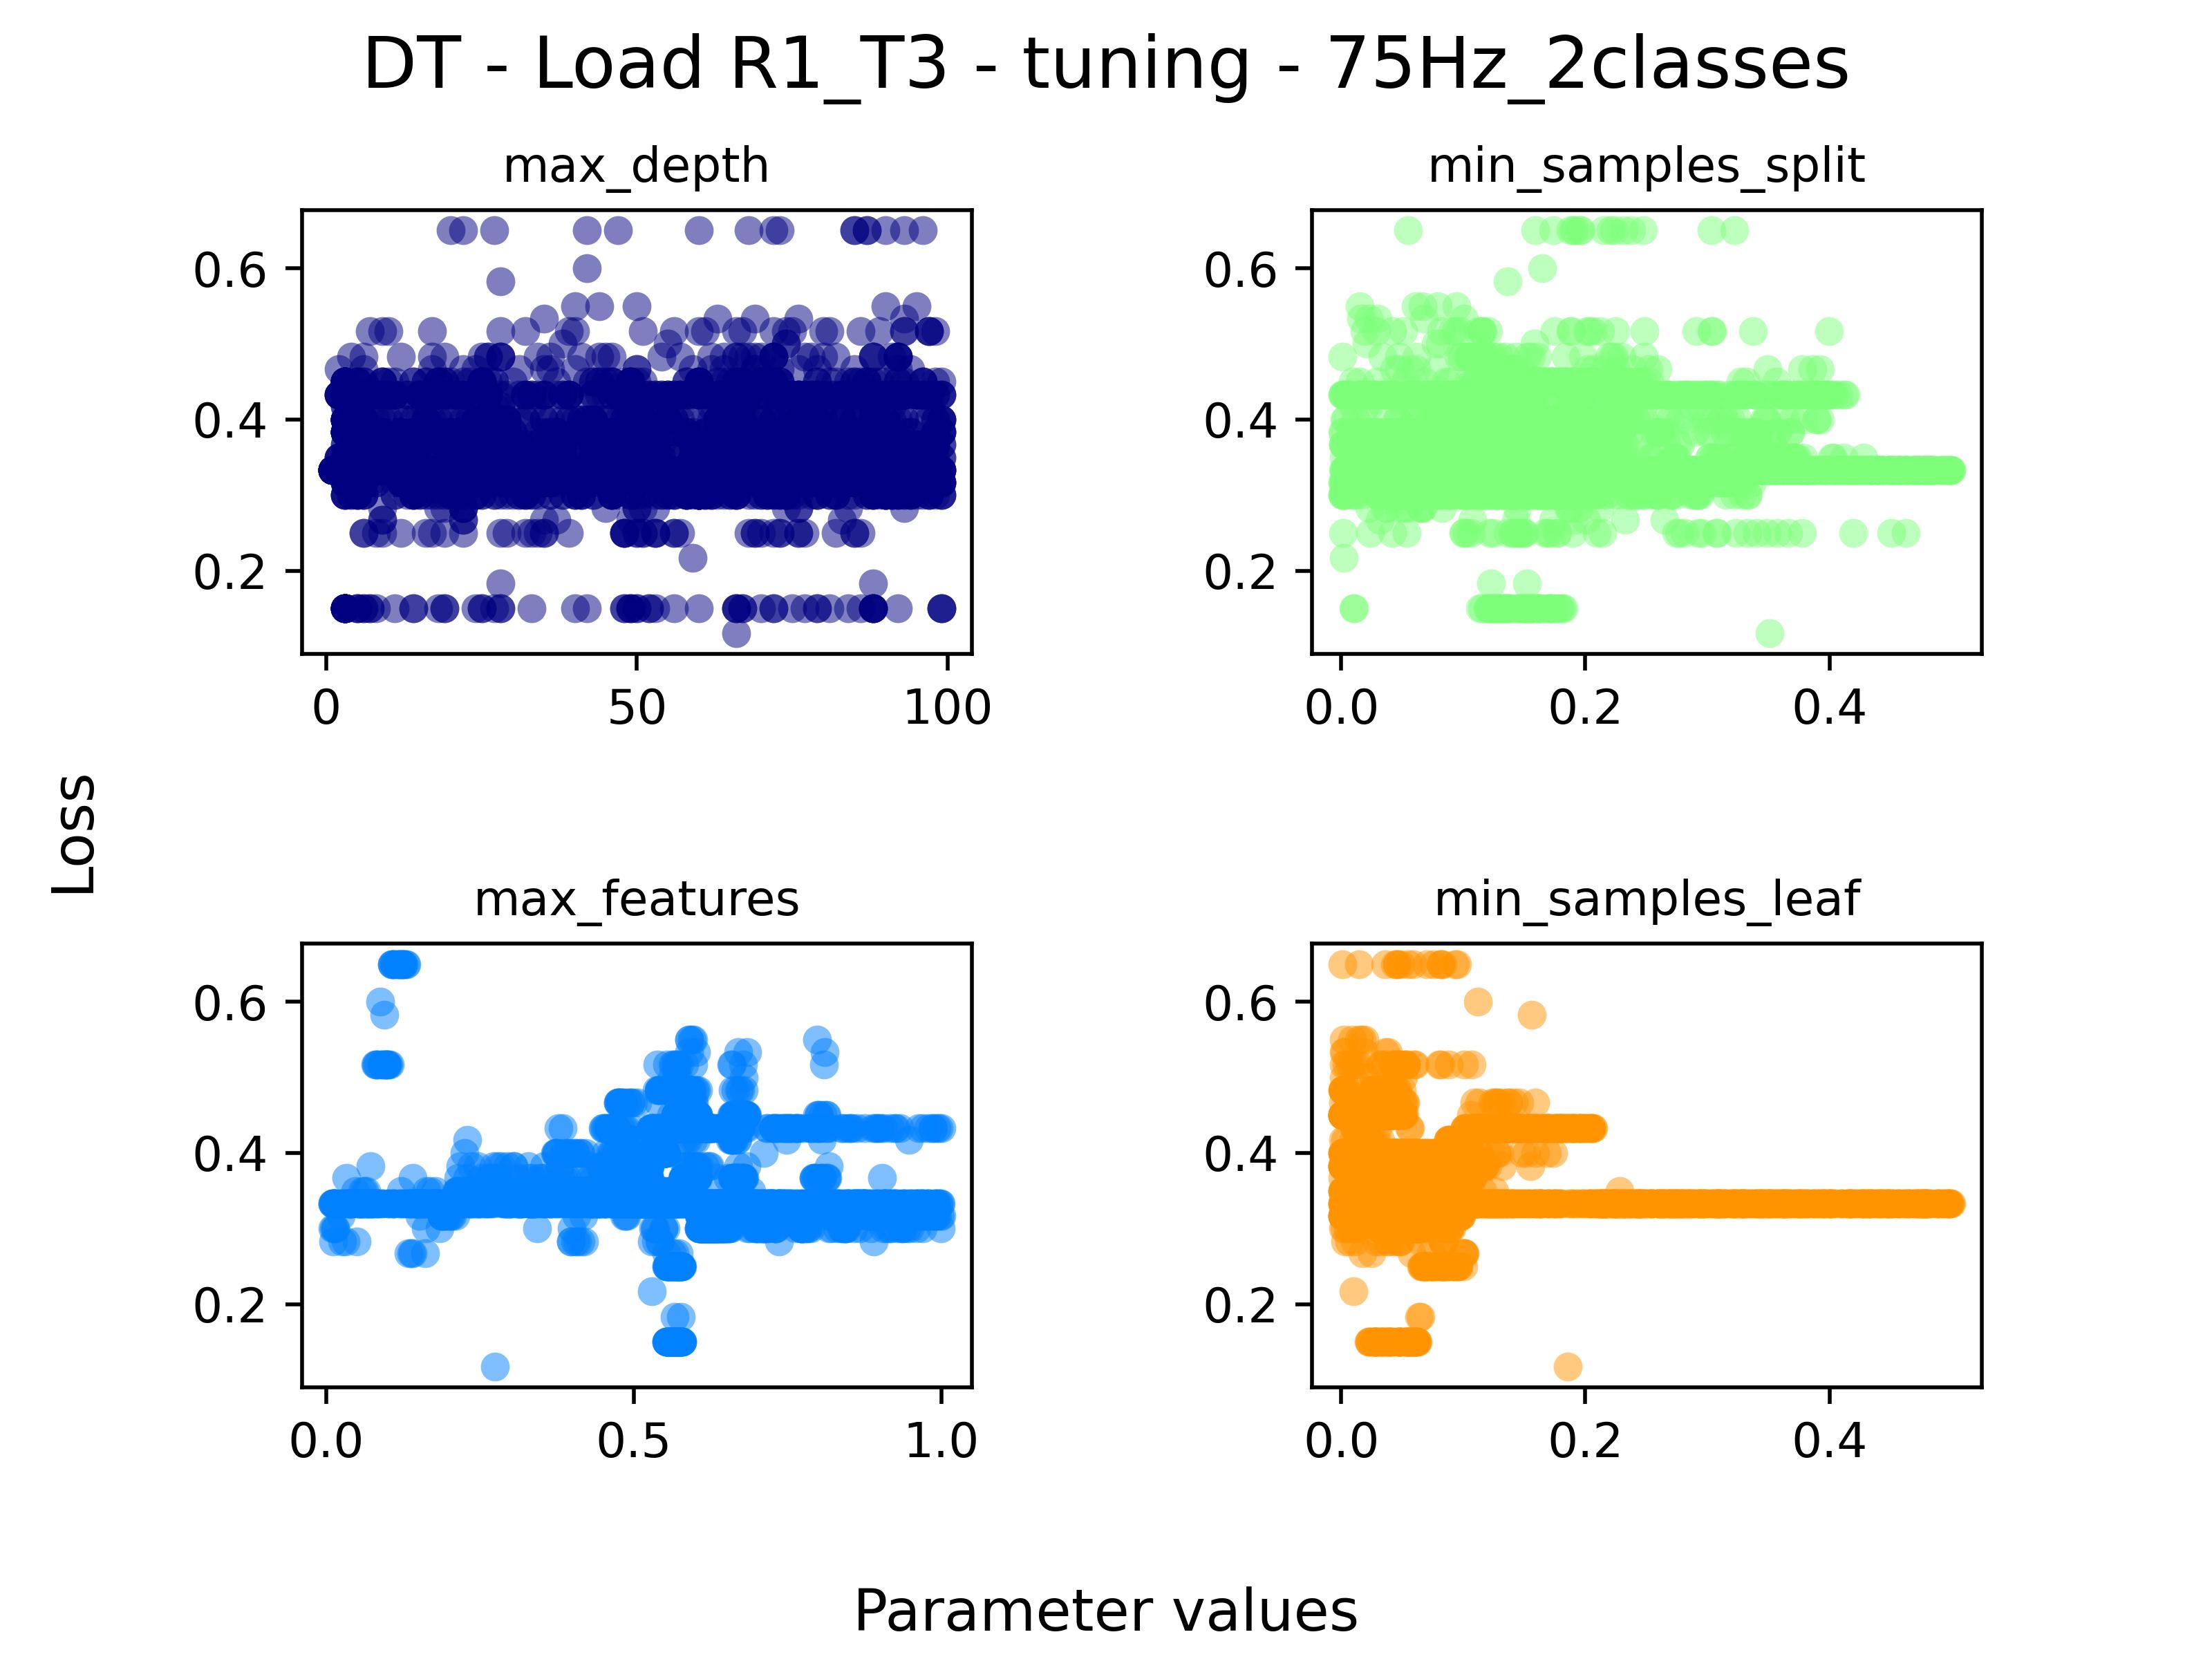 DT - Load R1_T3 - tuning - 75Hz_2classes
max_depth
min_samples_split
0.6
0.4
0.2
0 50 100
0.6
0.4
0.2
0.0 0.2 0.4
Loss
max_features
min_samples_leaf
0.6
0.4
0.2
0.0 0.5 1.0
0.6
0.4
0.2
0.0 0.2 0.4
Parameter values